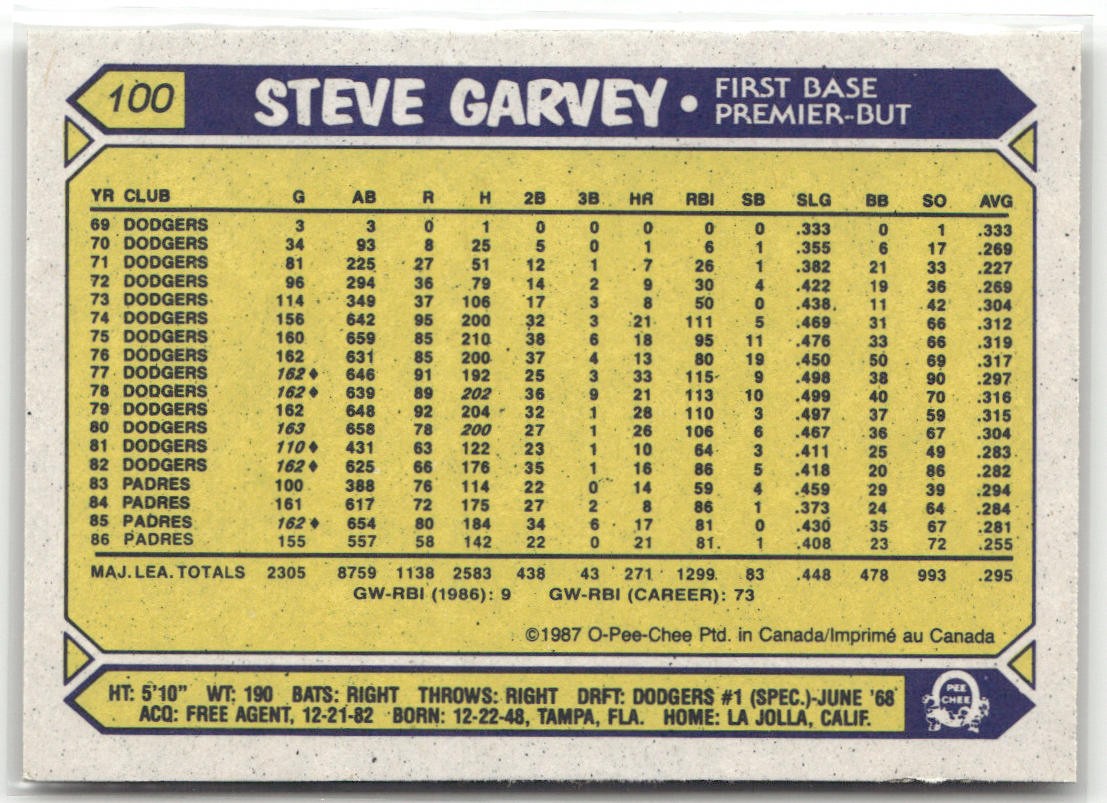 100 STEVE GARVEY • FIRST BASE
PREMIER-BUT
YR CLUB G AB R H 2B 3B HR RBI SB SLG BB SO AVG
69 DODGERS 3 3 0 1 0 0 0 0 0 .333 0 1 .333
70 DODGERS 34 93 8 25 5 0 1 6 1 .355 6 17 .269
71 DODGERS 81 225 27 51 12 1 7 26 1 .382 21 33 .227
72 DODGERS 96 294 36 79 14 2 9 30 4 .422 19 36 .269
73 DODGERS 114 349 37 106 17 3 8 50 0 .438 11 42 .304
74 DODGERS 156 642 95 200 32 3 21 111 5 .469 31 66 .312
75 DODGERS 160 659 85 210 38 6 18 95 11 .476 33 66 .319
76 DODGERS 162 631 85 200 37 4 13 80 19 .450 50 69 .317
77 DODGERS 162♦ 646 91 192 25 3 33 115 9 .498 38 90 .297
78 DODGERS 162♦ 639 89 202 36 9 21 113 10 .499 40 70 .316
79 DODGERS 162 648 92 204 32 1 28 110 3 .497 37 59 .315
80 DODGERS 163 658 78 200 27 1 26 106 6 .467 36 67 .304
81 DODGERS 110♦ 431 63 122 23 1 10 64 3 .411 25 49 .283
82 DODGERS 162♦ 625 66 176 35 1 16 86 5 .418 20 86 .282
83 PADRES 100 388 76 114 22 0 14 59 4 .459 29 39 .294
84 PADRES 161 617 72 175 27 2 8 86 1 .373 24 64 .284
85 PADRES 162♦ 654 80 184 34 6 17 81 0 .430 35 67 .281
86 PADRES 155 557 58 142 22 0 21 81 1 .408 23 72 .255
MAJ. LEA. TOTALS 2305 8759 1138 2583 438 43 271 1299 83 .448 478 993 .295
GW-RBI (1986): 9 GW-RBI (CAREER): 73
©1987 O-Pee-Chee Ptd. in Canada/Imprimé au Canada
HT: 5'10" WT: 190 BATS: RIGHT THROWS: RIGHT DRFT: DODGERS #1 (SPEC.)-JUNE '68
ACQ: FREE AGENT, 12-21-82 BORN: 12-22-48, TAMPA, FLA. HOME: LA JOLLA, CALIF.
O
PEE
CHEE